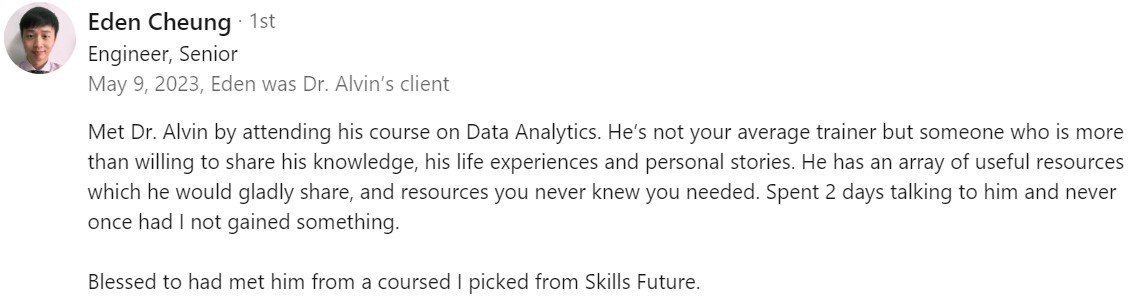 Eden Cheung · 1st
Engineer, Senior
May 9, 2023, Eden was Dr. Alvin's client
Met Dr. Alvin by attending his course on Data Analytics. He's not your average trainer but someone who is more
than willing to share his knowledge, his life experiences and personal stories. He has an array of useful resources
which he would gladly share, and resources you never knew you needed. Spent 2 days talking to him and never
once had I not gained something.
Blessed to had met him from a coursed I picked from Skills Future.